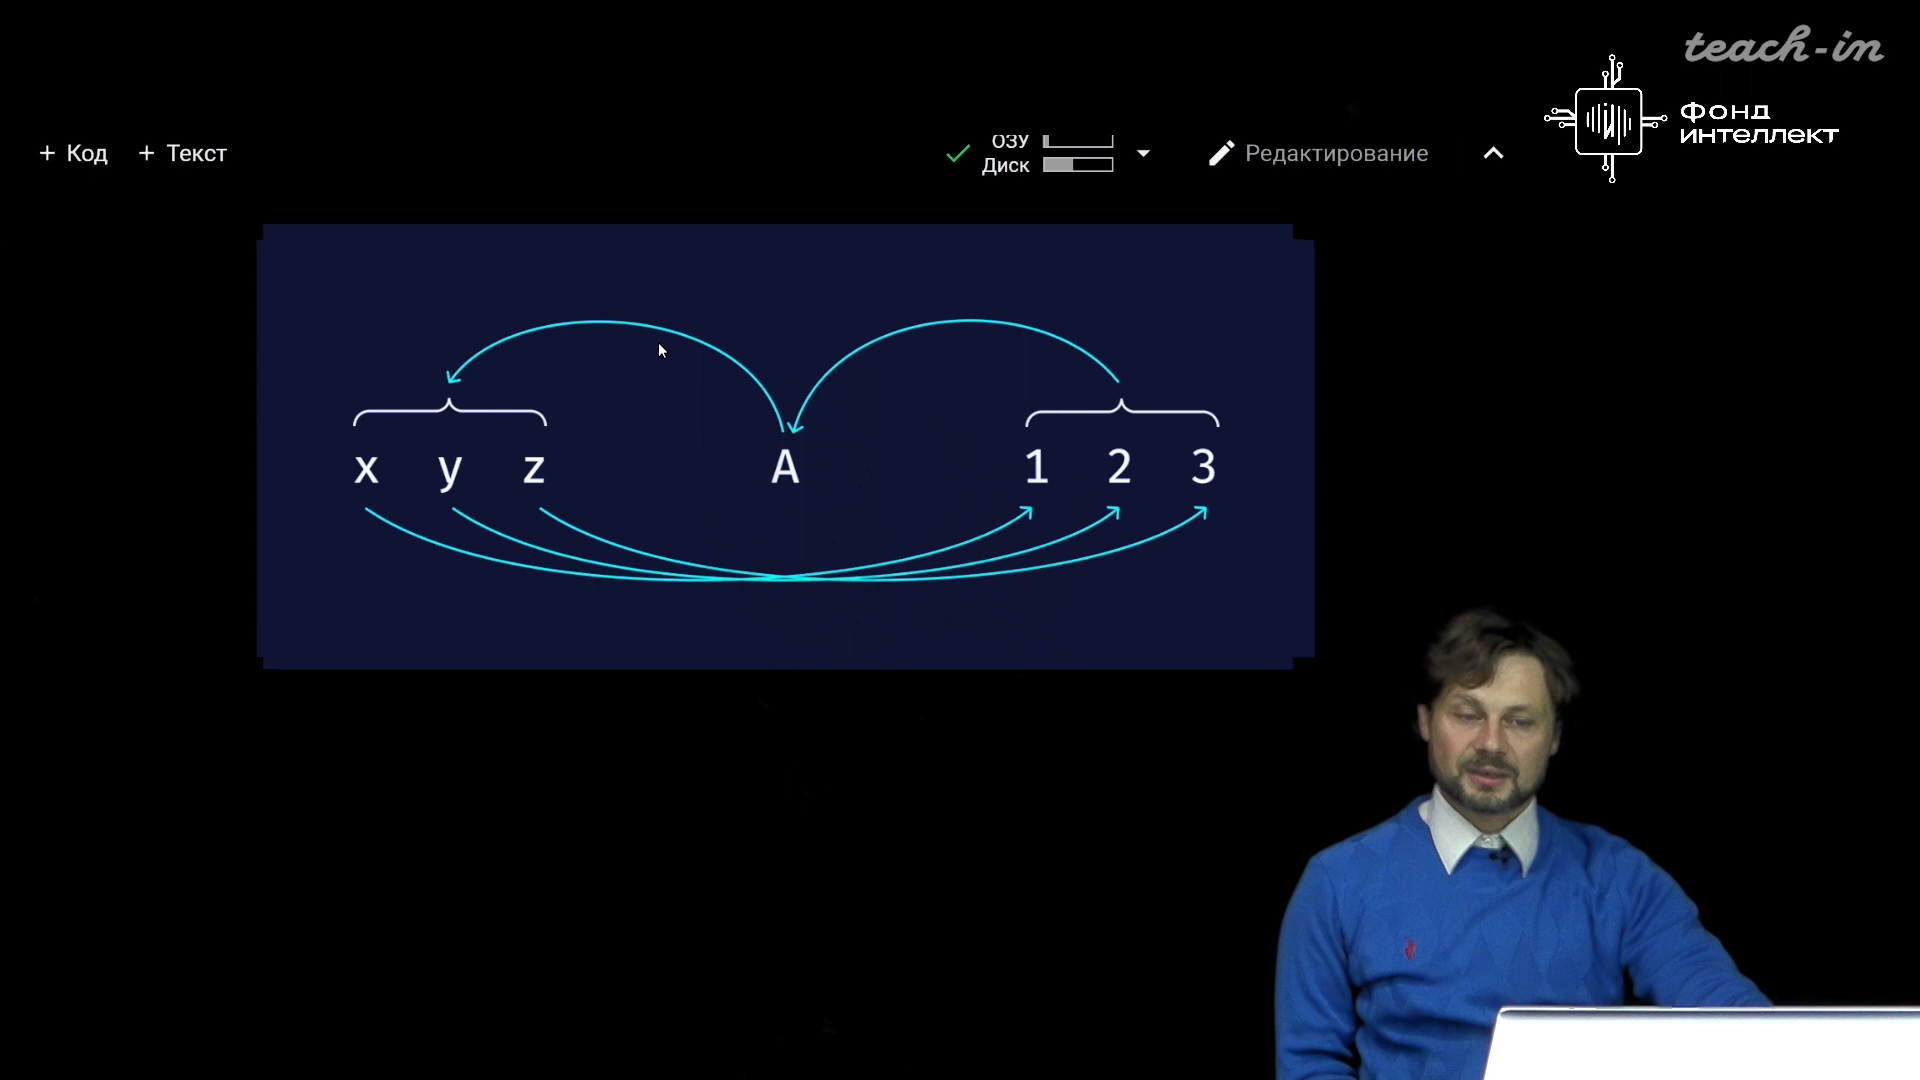 teach-in
ФОНД
ИНТЕЛЛЕКТ
+ Код + Текст
ОЗУ
Диск
Редактирование
x y z A 1 2 3